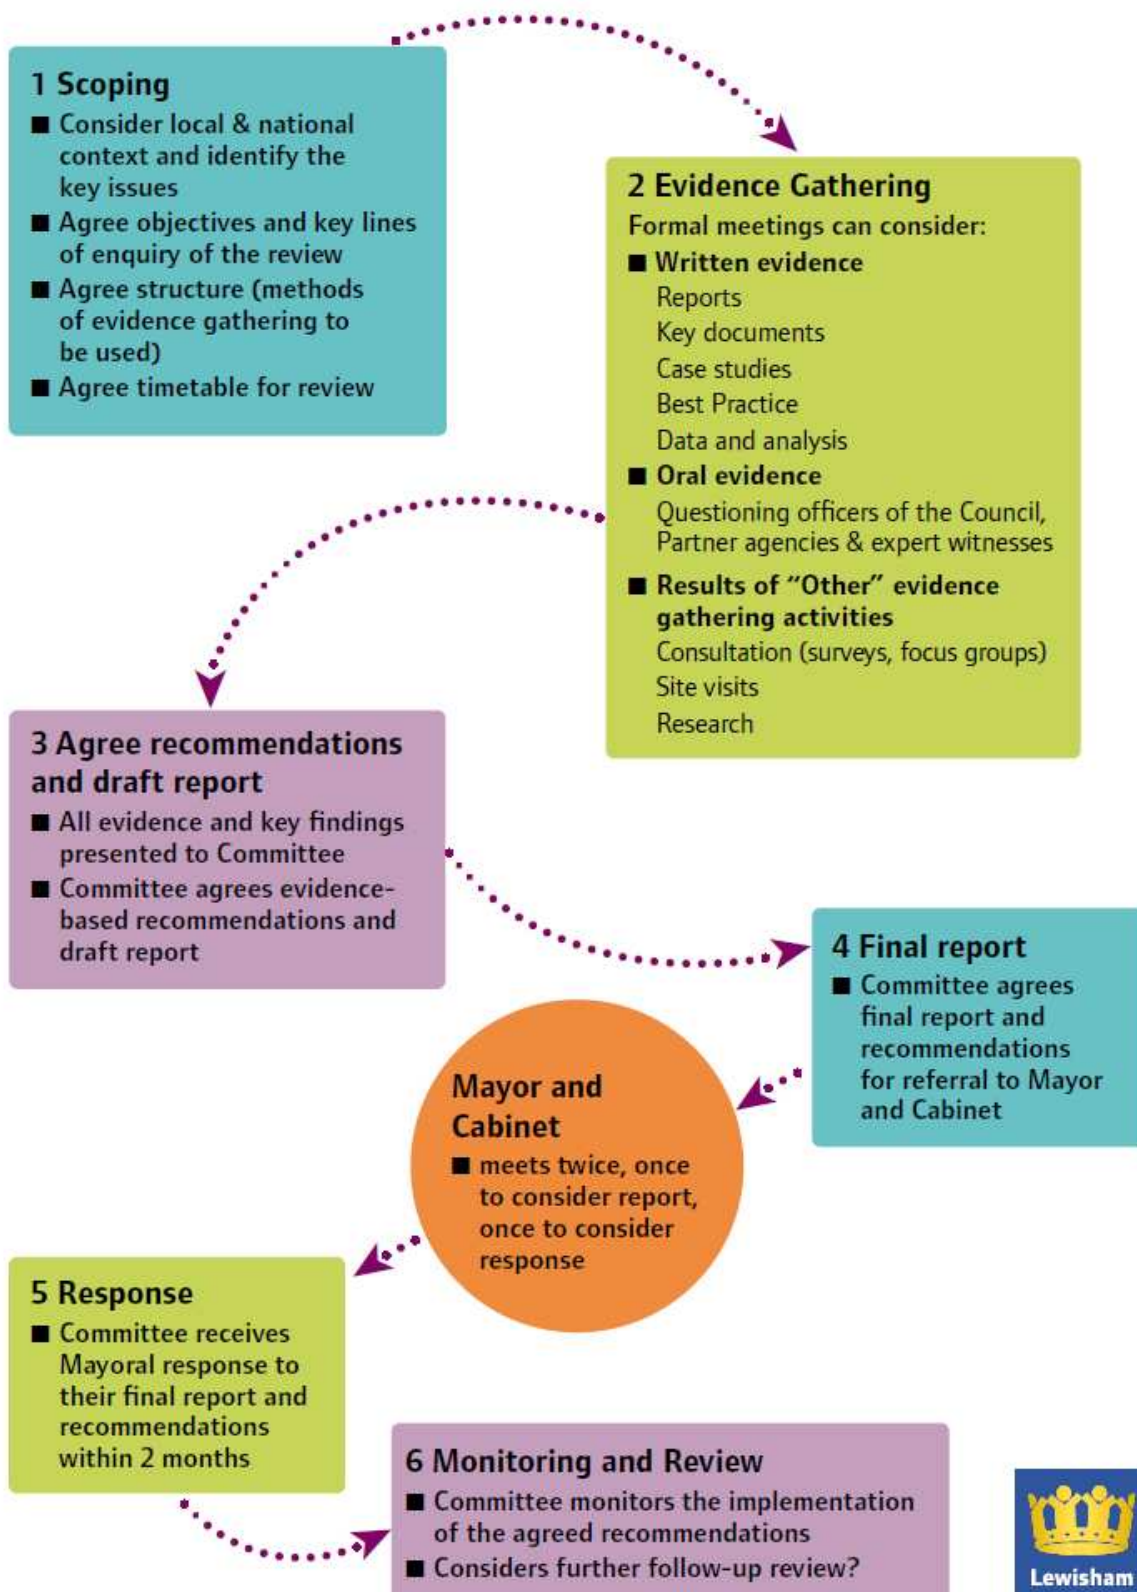 1 Scoping
■ Consider local & national
context and identify the
key issues
■ Agree objectives and key lines
of enquiry of the review
■ Agree structure (methods
of evidence gathering to
be used)
■ Agree timetable for review
2 Evidence Gathering
Formal meetings can consider:
■ Written evidence
Reports
Key documents
Case studies
Best Practice
Data and analysis
■ Oral evidence
Questioning officers of the Council,
Partner agencies & expert witnesses
■ Results of “Other” evidence
gathering activities
Consultation (surveys, focus groups)
Site visits
Research
3 Agree recommendations
and draft report
■ All evidence and key findings
presented to Committee
■ Committee agrees evidence-
based recommendations and
draft report
4 Final report
■ Committee agrees
final report and
recommendations
for referral to Mayor
and Cabinet
Mayor and
Cabinet
■ meets twice, once
to consider report,
once to consider
response
5 Response
■ Committee receives
Mayoral response to
their final report and
recommendations
within 2 months
6 Monitoring and Review
■ Committee monitors the implementation
of the agreed recommendations
■ Considers further follow-up review?
Lewisham